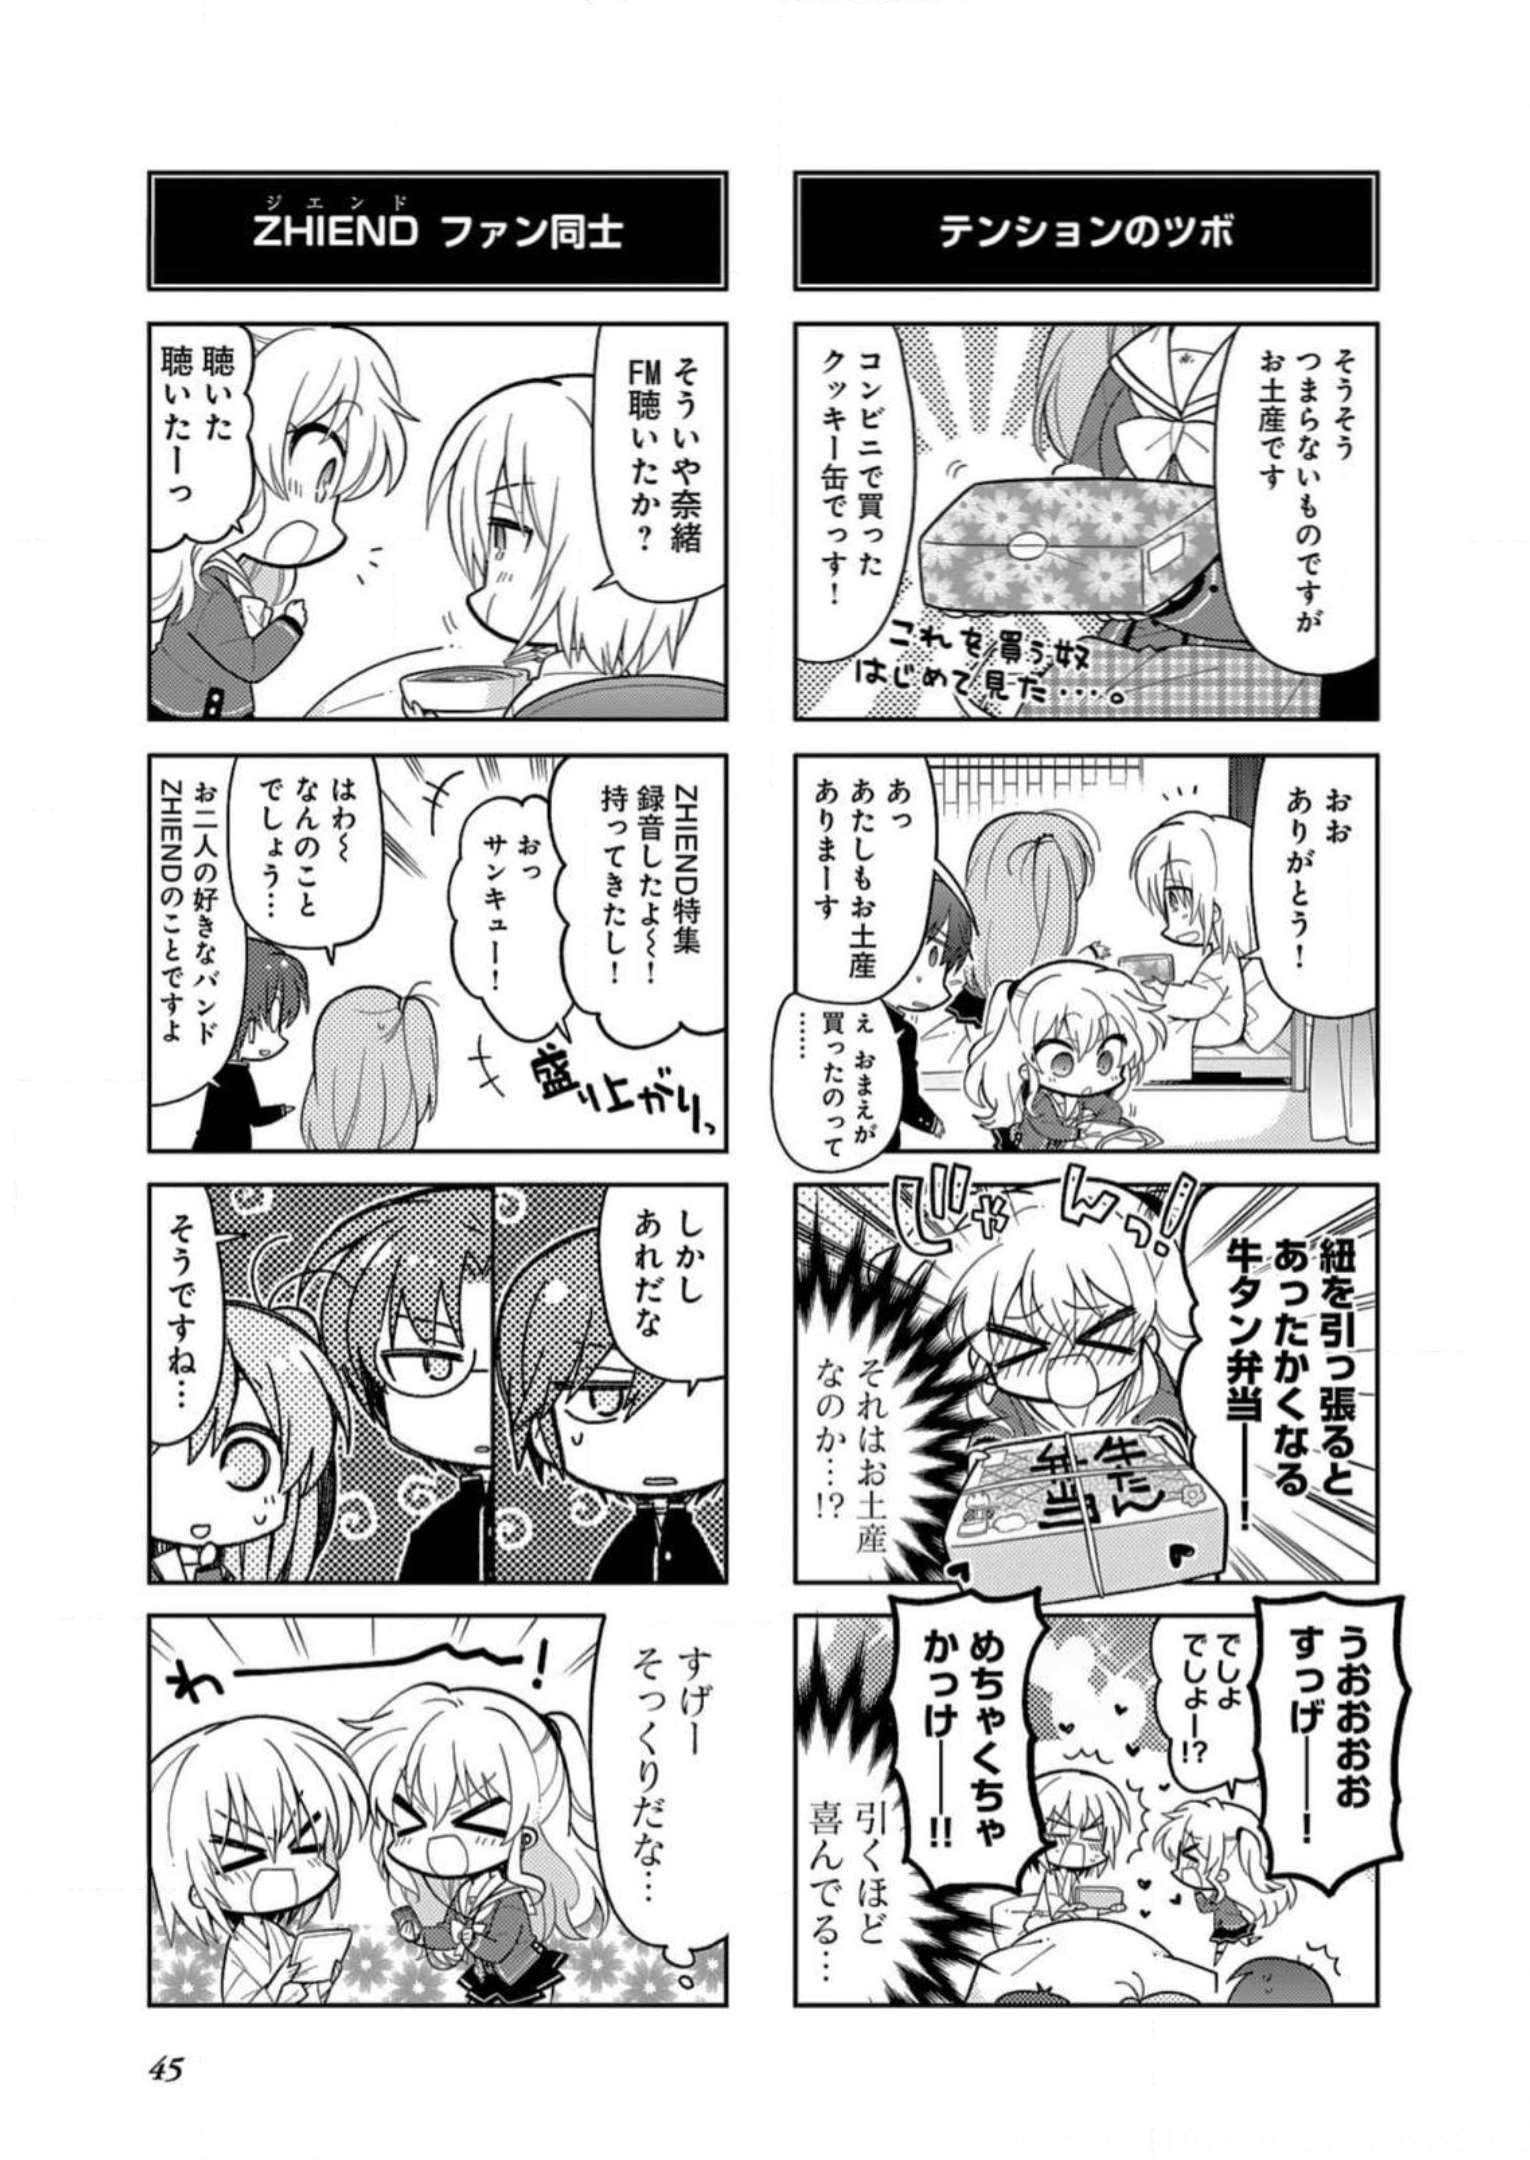 テンションのツボ
そうそう
つまらないものですが
お土産です
コンビニで買った
クッキー缶でっす！
これを買う奴
はじめて見た…。
おお
ありがとう！
あっ
あたしもお土産
ありまーす
え おまえが
買ったのって
……
じゃんっ！
紐を引っ張ると
あったかくなる
牛タン弁当――！
牛たん
弁当
それはお土産
なのか…!?
うおおおお
すっげ――！
でしょ
でしょー!?
めちゃくちゃ
かっけ――!!
引くほど
喜んでる…
ジエンド
ZHIEND ファン同士
そういや奈緒
FM聴いたか？
聴いた
聴いたーっ
ZHIEND特集
録音したよ〜！
持ってきたし！
おっ
サンキュー！
盛り上がりっ
はわ〜
なんのこと
でしょう…
お二人の好きなバンド
ZHIENDのことですよ
しかし
あれだな
そうですね…
すげー
そっくりだな…
わ―――！
45